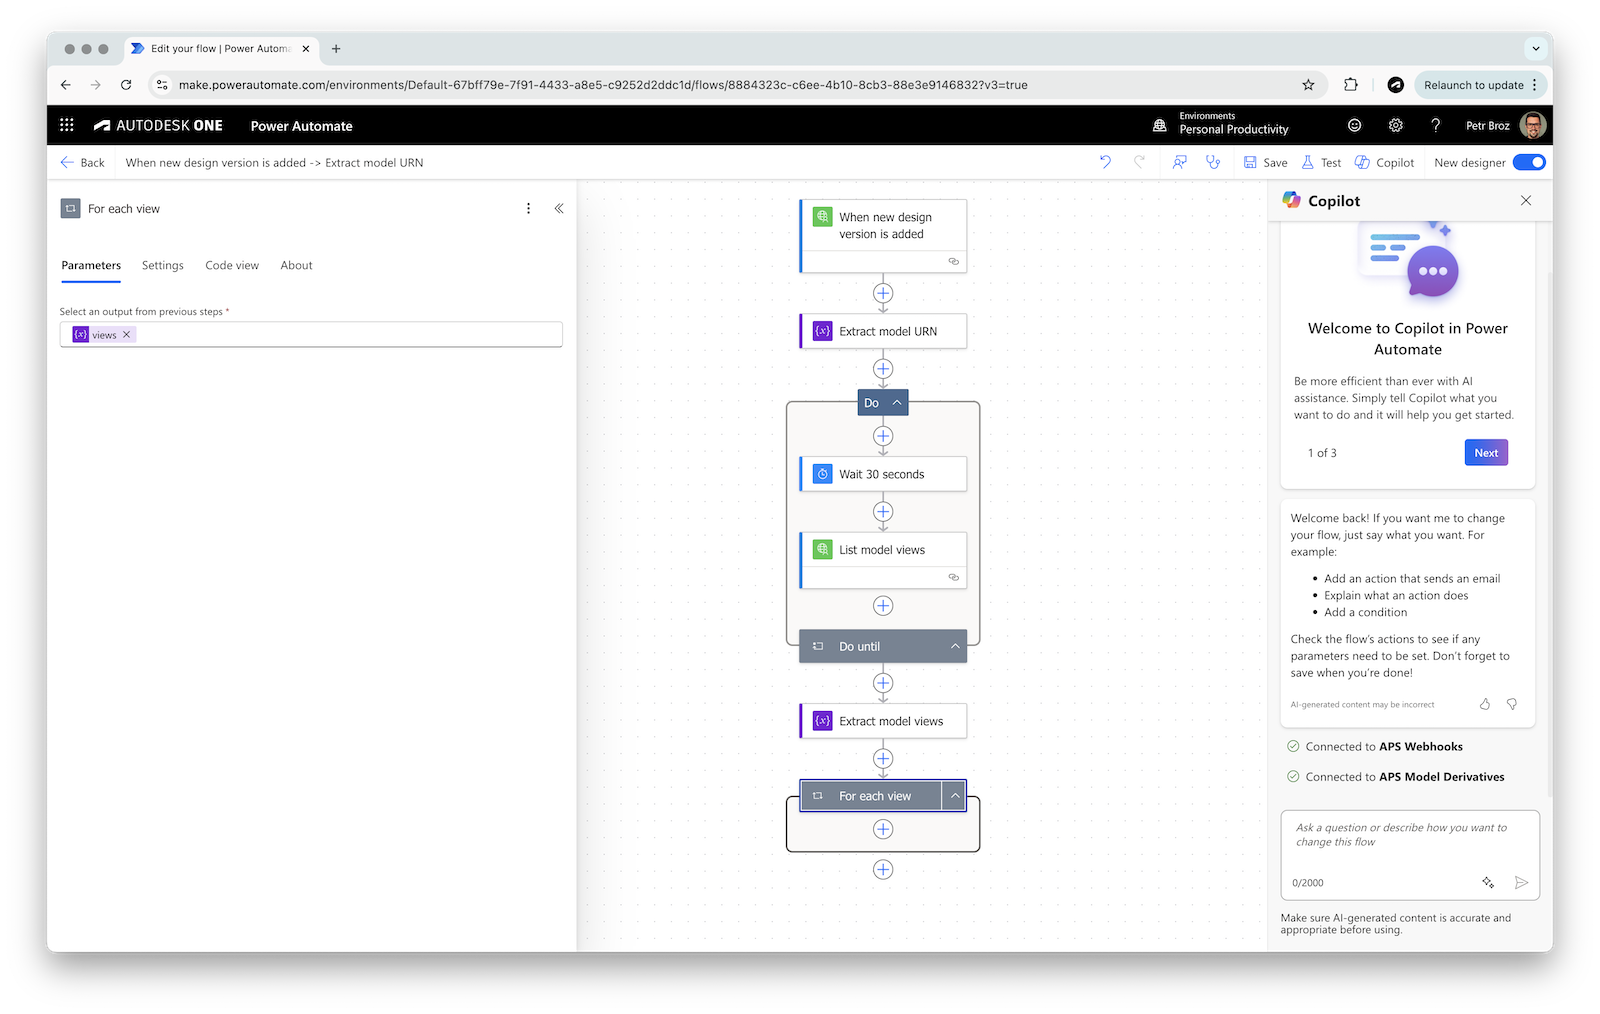 Edit your flow | Power Automa
make.powerautomate.com/environments/Default-67bff79e-7f91-4433-a8e5-c9252d2ddc1d/flows/8884323c-c6ee-4b10-8cb3-88e3e9146832?v3=true
Relaunch to update
AUTODESK ONE
Power Automate
Environments
Personal Productivity
?
Petr Broz
Back
When new design version is added -> Extract model URN
Save
Test
Copilot
New designer
For each view
Parameters
Settings
Code view
About
Select an output from previous steps *
{x} views
When new design
version is added
{x} Extract model URN
Do
Wait 30 seconds
List model views
Do until
{x} Extract model views
For each view
Copilot
Welcome to Copilot in Power
Automate
Be more efficient than ever with AI
assistance. Simply tell Copilot what you
want to do and it will help you get started.
1 of 3
Next
Welcome back! If you want me to change
your flow, just say what you want. For
example:
• Add an action that sends an email
• Explain what an action does
• Add a condition
Check the flow's actions to see if any
parameters need to be set. Don't forget to
save when you're done!
AI-generated content may be incorrect
Connected to APS Webhooks
Connected to APS Model Derivatives
Ask a question or describe how you want to
change this flow
0/2000
Make sure AI-generated content is accurate and
appropriate before using.